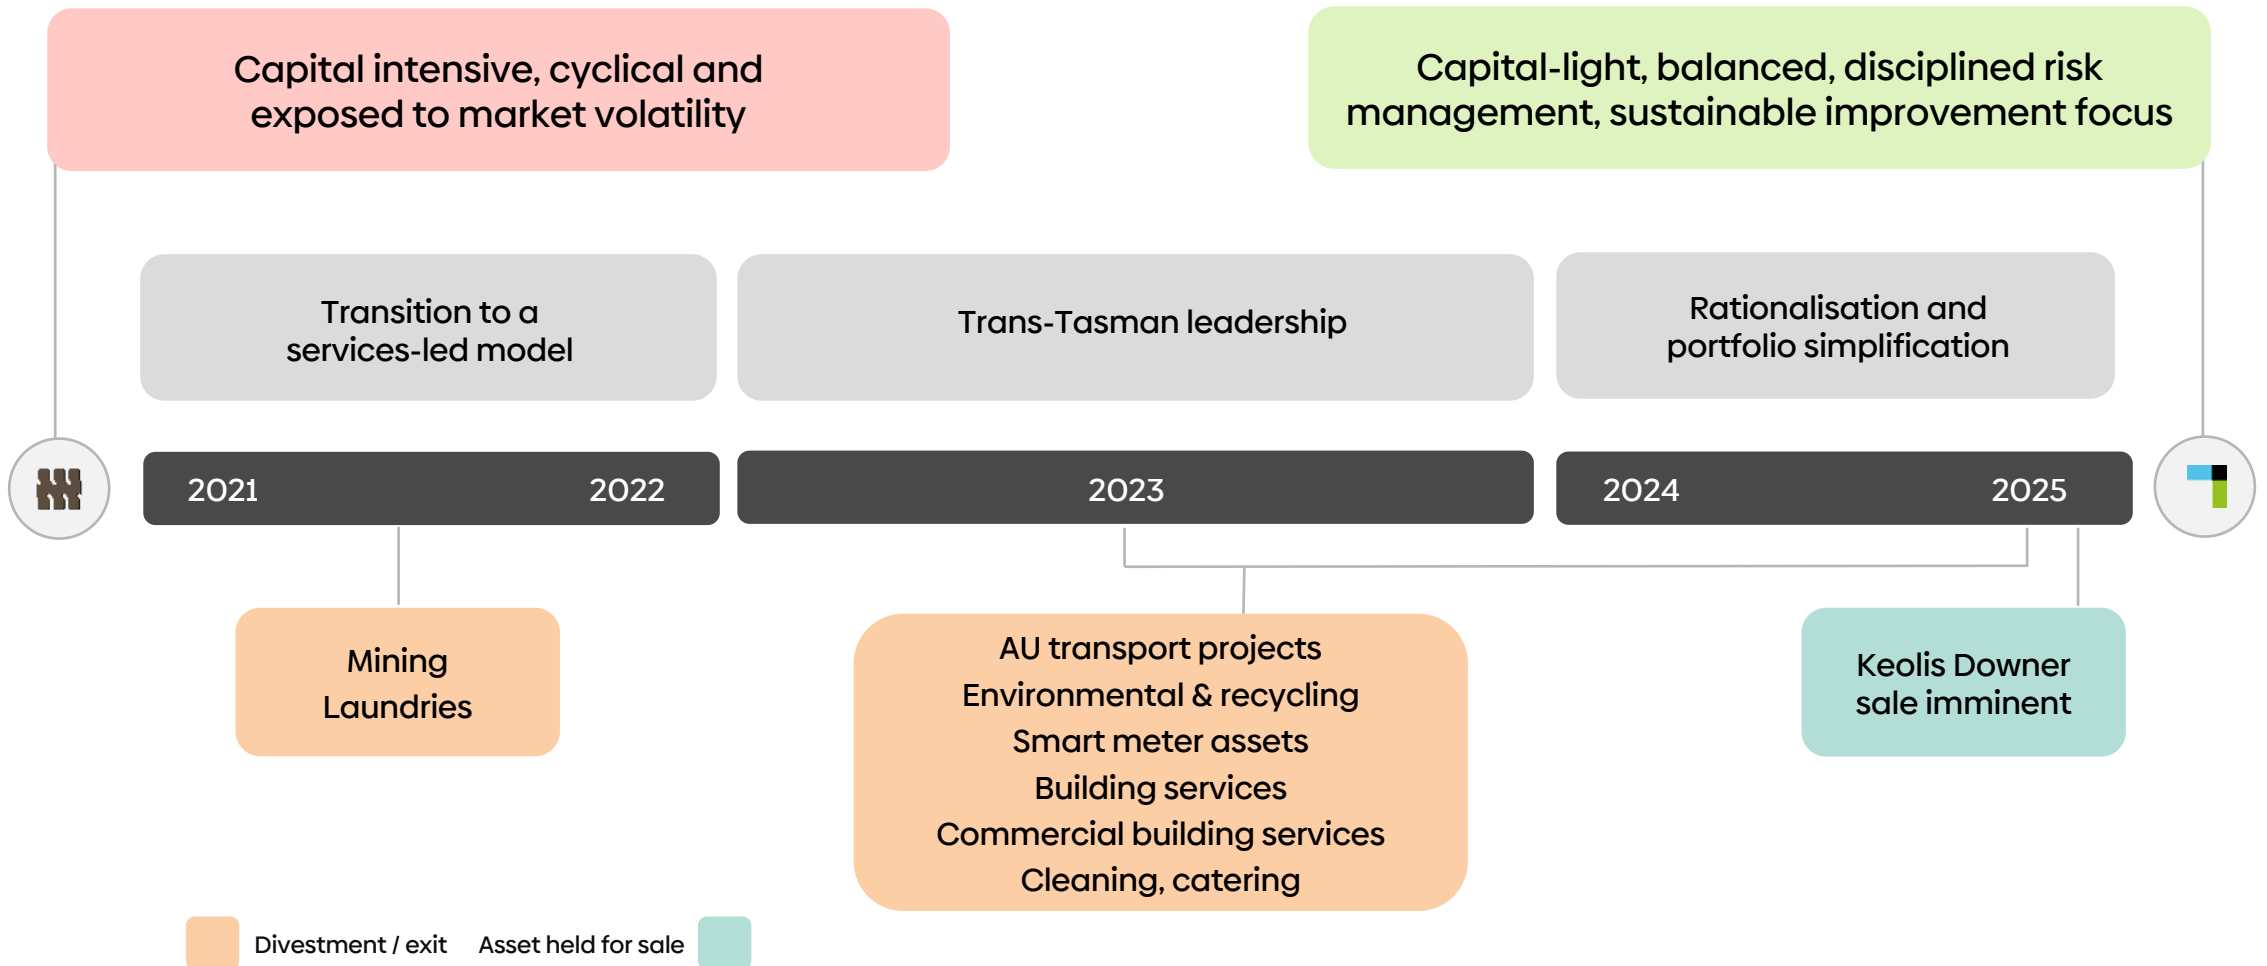 Capital intensive, cyclical and
exposed to market volatility
Capital-light, balanced, disciplined risk
management, sustainable improvement focus
Transition to a
services-led model
Trans-Tasman leadership
Rationalisation and
portfolio simplification
2021
2022
2023
2024
2025
Mining
Laundries
AU transport projects
Environmental & recycling
Smart meter assets
Building services
Commercial building services
Cleaning, catering
Keolis Downer
sale imminent
Divestment / exit
Asset held for sale